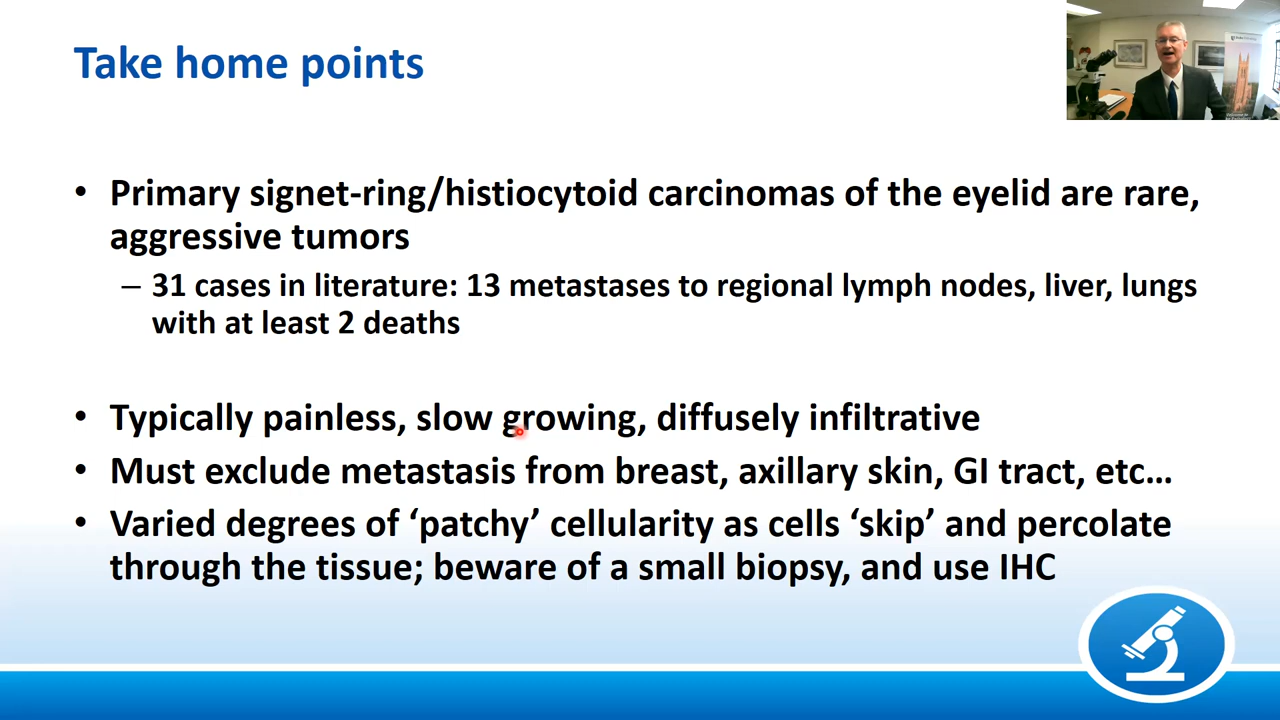 Take home points
• Primary signet-ring/histiocytoid carcinomas of the eyelid are rare,
aggressive tumors
– 31 cases in literature: 13 metastases to regional lymph nodes, liver, lungs
with at least 2 deaths
• Typically painless, slow growing, diffusely infiltrative
• Must exclude metastasis from breast, axillary skin, GI tract, etc…
• Varied degrees of ‘patchy’ cellularity as cells ‘skip’ and percolate
through the tissue; beware of a small biopsy, and use IHC